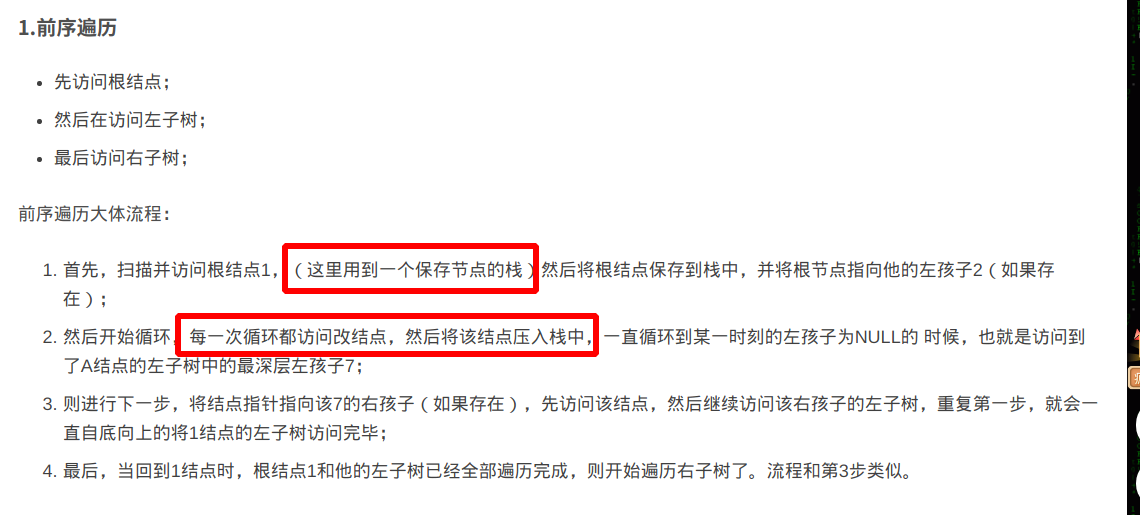 1.前序遍历
先访问根结点；
然后在访问左子树；
最后访问右子树；
前序遍历大体流程：
1. 首先，扫描并访问根结点1，（这里用到一个保存节点的栈）然后将根结点保存到栈中，并将根节点指向他的左孩子2（如果存
在）；
2. 然后开始循环，每一次循环都访问改结点，然后将该结点压入栈中，一直循环到某一时刻的左孩子为NULL的 时候，也就是访问到
了A结点的左子树中的最深层左孩子7；
3. 则进行下一步，将结点指针指向该7的右孩子（如果存在），先访问该结点，然后继续访问该右孩子的左子树，重复第一步，就会一
直自底向上的将1结点的左子树访问完毕；
4. 最后，当回到1结点时，根结点1和他的左子树已经全部遍历完成，则开始遍历右子树了。流程和第3步类似。